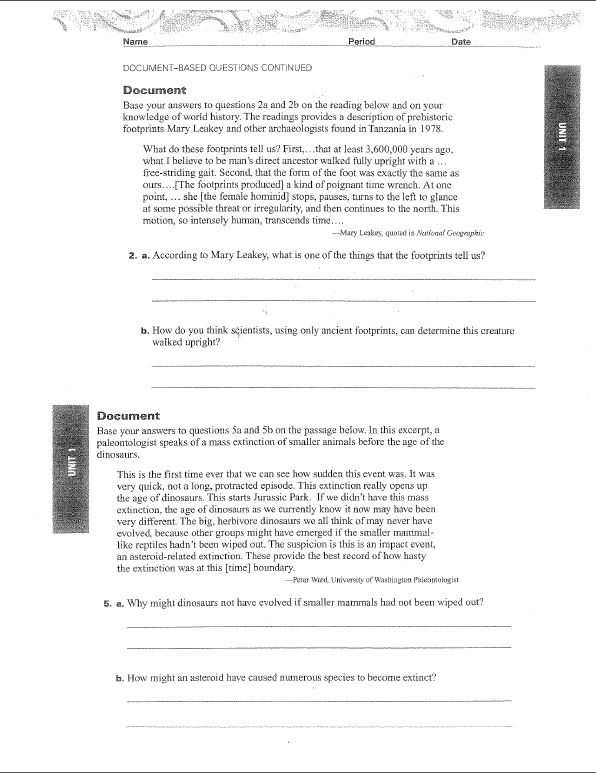 Name Period Date
DOCUMENT-BASED QUESTIONS CONTINUED
Document
Base your answers to questions 2a and 2b on the reading below and on your
knowledge of world history. The readings provides a description of prehistoric
footprints Mary Leakey and other archaeologists found in Tanzania in 1978.
UNIT 1
What do these footprints tell us? First,…that at least 3,600,000 years ago,
what I believe to be man's direct ancestor walked fully upright with a …
free-striding gait. Second, that the form of the foot was exactly the same as
ours….[The footprints produced] a kind of poignant time wrench. At one
point, … she [the female hominid] stops, pauses, turns to the left to glance
at some possible threat or irregularity, and then continues to the north. This
motion, so intensely human, transcends time….
—Mary Leakey, quoted in National Geographic
2. a. According to Mary Leakey, what is one of the things that the footprints tell us?
b. How do you think scientists, using only ancient footprints, can determine this creature
walked upright?
UNIT 1
Document
Base your answers to questions 5a and 5b on the passage below. In this excerpt, a
paleontologist speaks of a mass extinction of smaller animals before the age of the
dinosaurs.
This is the first time ever that we can see how sudden this event was. It was
very quick, not a long, protracted episode. This extinction really opens up
the age of dinosaurs. This starts Jurassic Park. If we didn't have this mass
extinction, the age of dinosaurs as we currently know it now may have been
very different. The big, herbivore dinosaurs we all think of may never have
evolved, because other groups might have emerged if the smaller mammal-
like reptiles hadn't been wiped out. The suspicion is this is an impact event,
an asteroid-related extinction. These provide the best record of how hasty
the extinction was at this [time] boundary.
—Peter Ward, University of Washington Paleontologist
5. a. Why might dinosaurs not have evolved if smaller mammals had not been wiped out?
b. How might an asteroid have caused numerous species to become extinct?